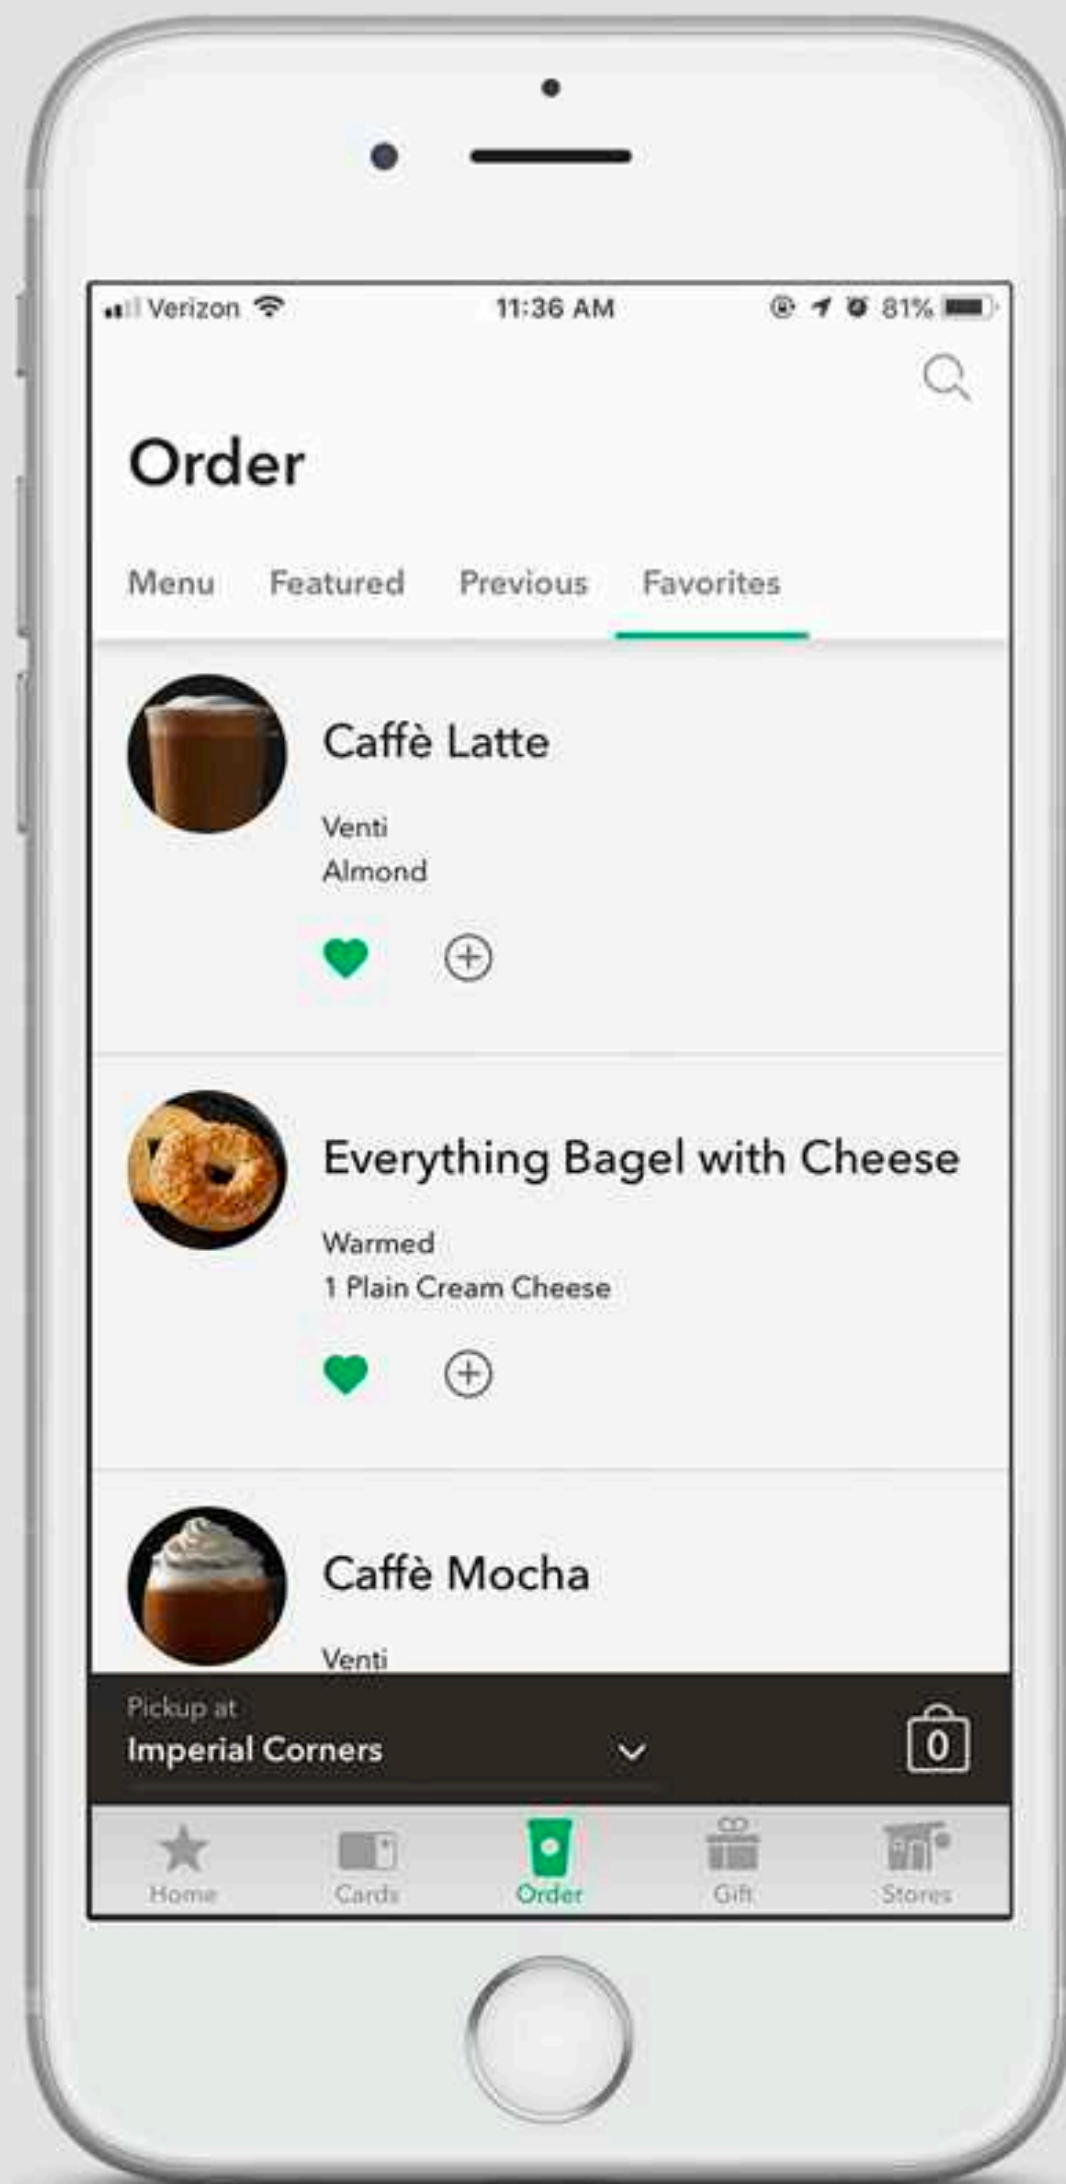 Verizon 11:36 AM 81%
Order
Menu Featured Previous Favorites
Caffè Latte
Venti
Almond
Everything Bagel with Cheese
Warmed
1 Plain Cream Cheese
Caffè Mocha
Venti
Pickup at
Imperial Corners
0
Home Cards Order Gift Stores